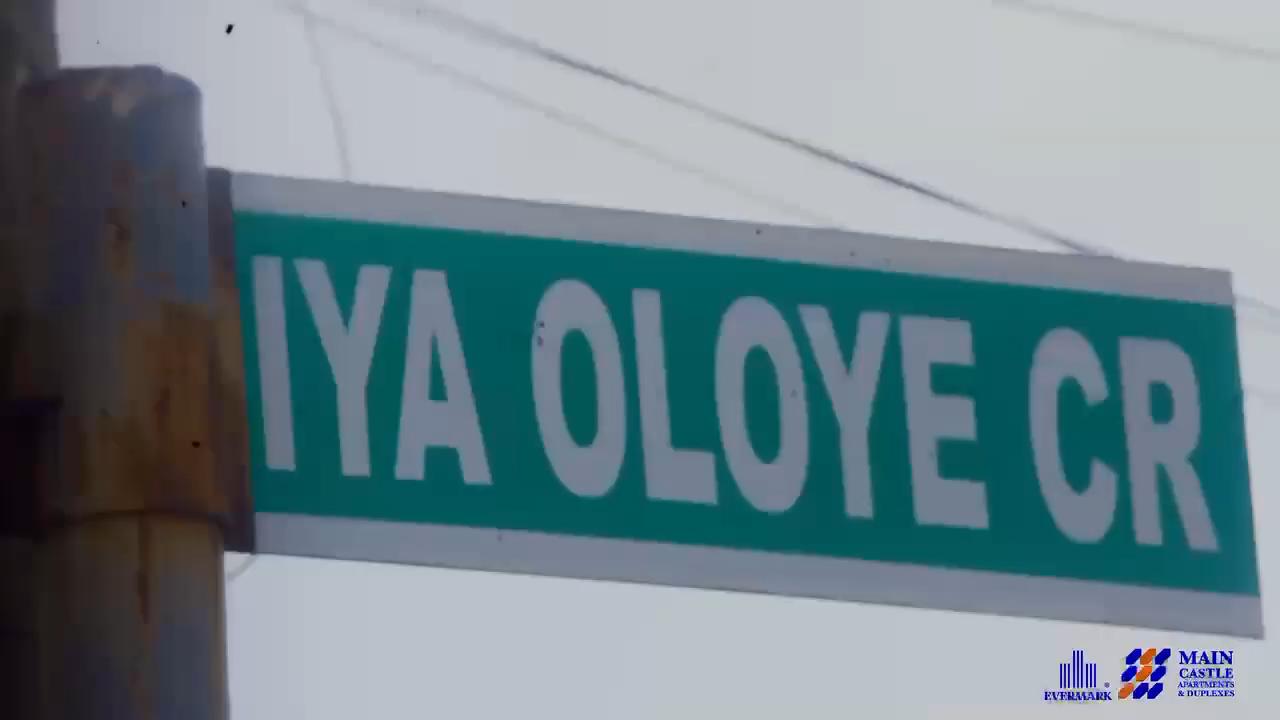 IYA OLOYE CR
EVERMARK
MAIN
CASTLE
APARTMENTS
& DUPLEXES